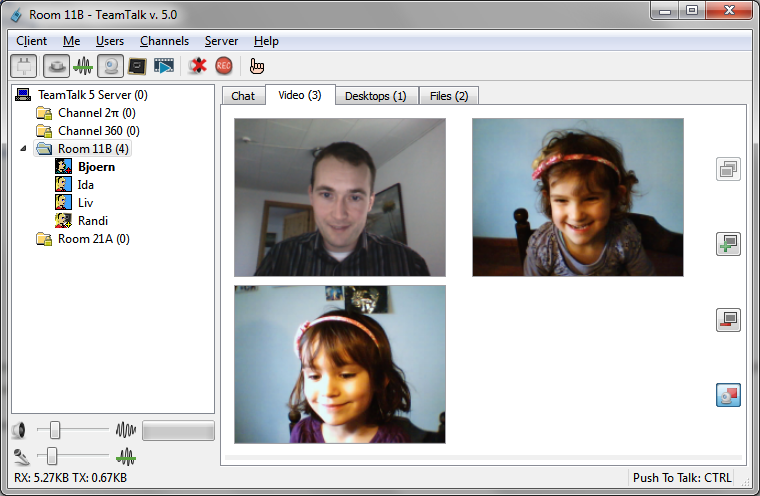 Room 11B - TeamTalk v. 5.0
Client Me Users Channels Server Help
REC
TeamTalk 5 Server (0)
Channel 2π (0)
Channel 360 (0)
Room 11B (4)
Bjoern
Ida
Liv
Randi
Room 21A (0)
Chat Video (3) Desktops (1) Files (2)
RX: 5.27KB TX: 0.67KB
Push To Talk: CTRL